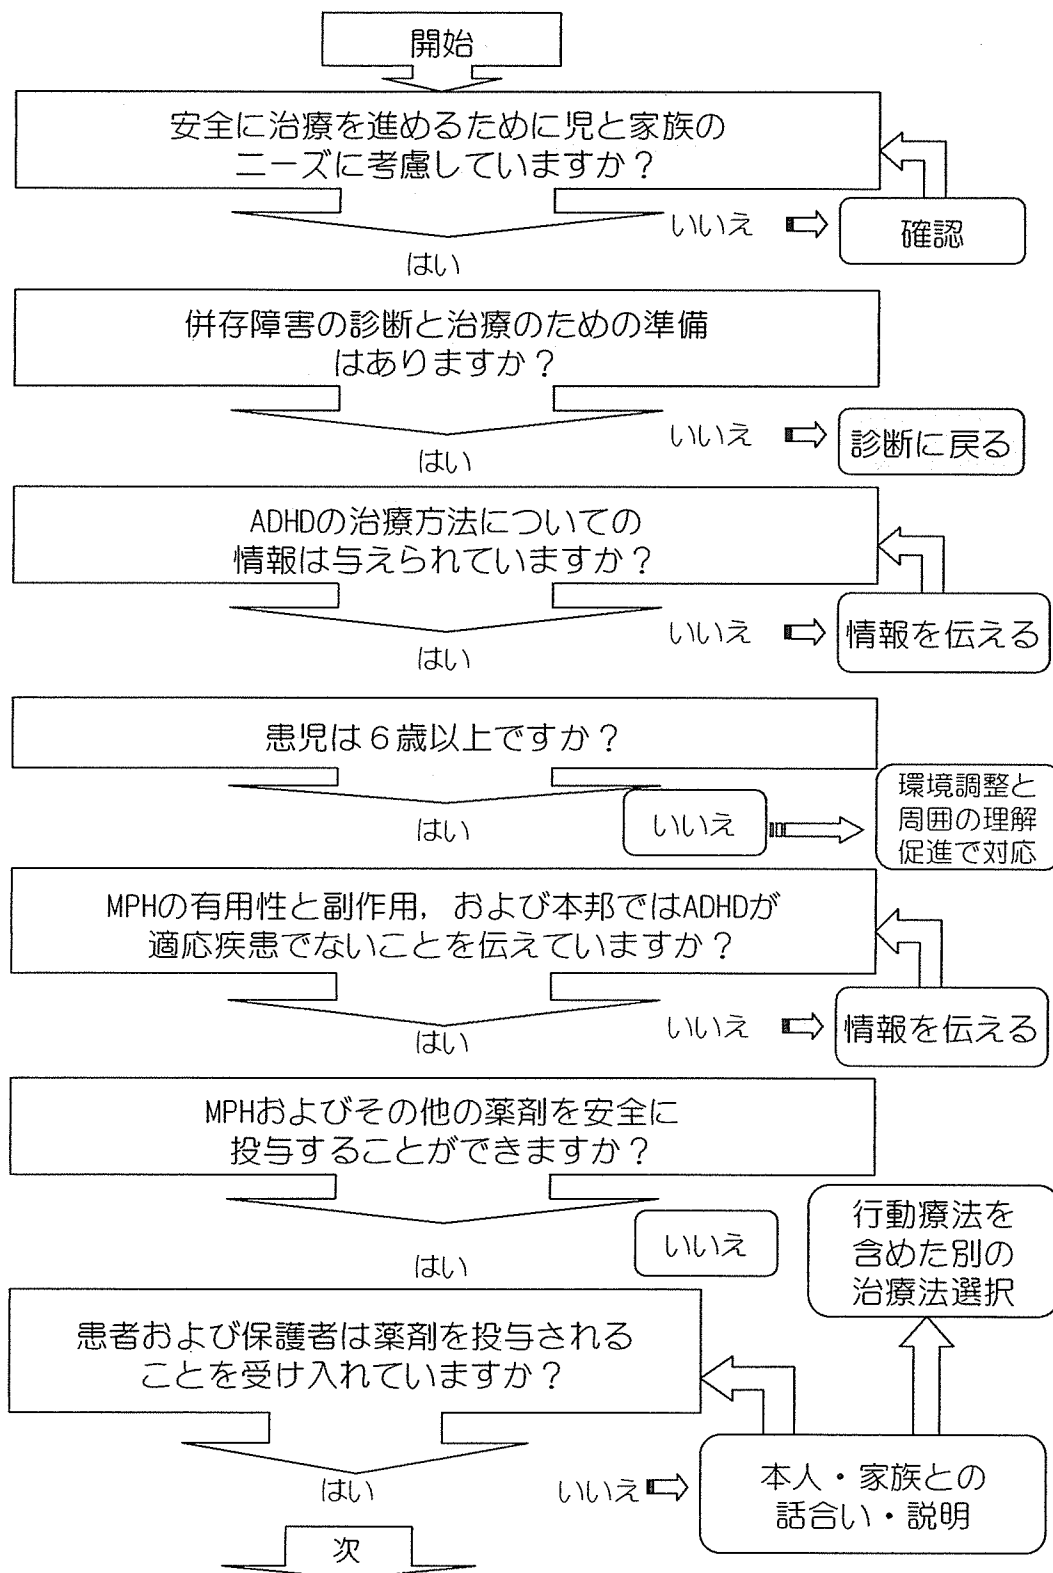 開始
安全に治療を進めるために児と家族の
ニーズに考慮していますか？
いいえ
確認
はい
併存障害の診断と治療のための準備
はありますか？
いいえ
診断に戻る
はい
ADHDの治療方法についての
情報は与えられていますか？
いいえ
情報を伝える
はい
患児は６歳以上ですか？
はい
いいえ
環境調整と
周囲の理解
促進で対応
MPHの有用性と副作用，および本邦ではADHDが
適応疾患でないことを伝えていますか？
いいえ
情報を伝える
はい
MPHおよびその他の薬剤を安全に
投与することができますか？
いいえ
行動療法を
含めた別の
治療法選択
はい
患者および保護者は薬剤を投与される
ことを受け入れていますか？
はい
いいえ
本人・家族との
話合い・説明
次